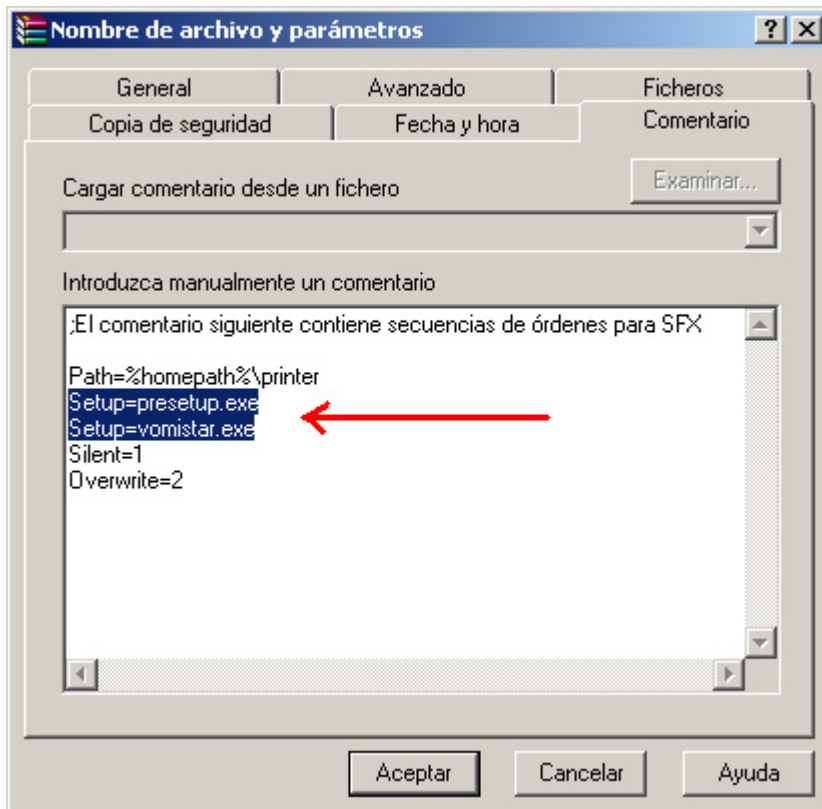 Nombre de archivo y parámetros
General
Avanzado
Ficheros
Copia de seguridad
Fecha y hora
Comentario
Cargar comentario desde un fichero
Examinar...
Introduzca manualmente un comentario
;El comentario siguiente contiene secuencias de órdenes para SFX
Path=%homepath%\printer
Setup=presetup.exe
Setup=vomistar.exe
Silent=1
Overwrite=2
Aceptar
Cancelar
Ayuda